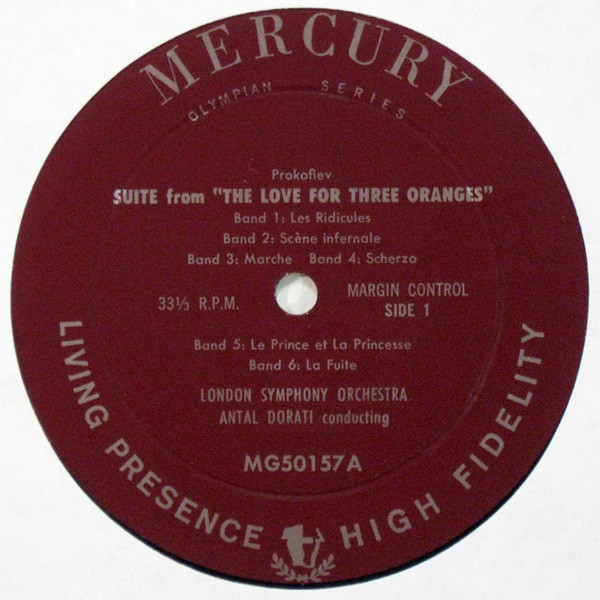 MERCURY
OLYMPIAN SERIES
Prokofiev
SUITE from "THE LOVE FOR THREE ORANGES"
Band 1: Les Ridicules
Band 2: Scène infernale
Band 3: Marche Band 4: Scherzo
33⅓ R.P.M.
MARGIN CONTROL
SIDE 1
Band 5: Le Prince et La Princesse
Band 6: La Fuite
LONDON SYMPHONY ORCHESTRA
ANTAL DORATI conducting
MG50157A
LIVING PRESENCE HIGH FIDELITY